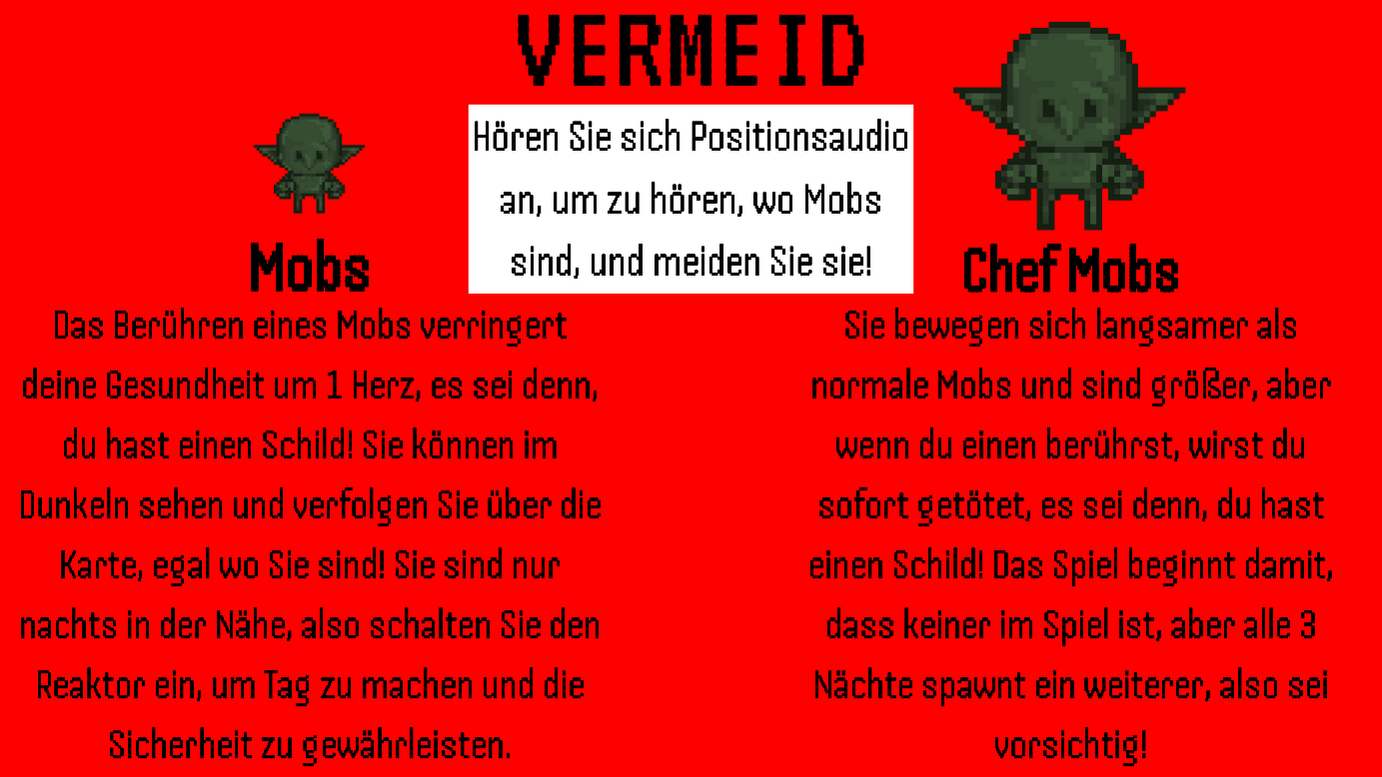 VERMEID
Hören Sie sich Positionsaudio
an, um zu hören, wo Mobs
sind, und meiden Sie sie!
Mobs
Das Berühren eines Mobs verringert
deine Gesundheit um 1 Herz, es sei denn,
du hast einen Schild! Sie können im
Dunkeln sehen und verfolgen Sie über die
Karte, egal wo Sie sind! Sie sind nur
nachts in der Nähe, also schalten Sie den
Reaktor ein, um Tag zu machen und die
Sicherheit zu gewährleisten.
Chef Mobs
Sie bewegen sich langsamer als
normale Mobs und sind größer, aber
wenn du einen berührst, wirst du
sofort getötet, es sei denn, du hast
einen Schild! Das Spiel beginnt damit,
dass keiner im Spiel ist, aber alle 3
Nächte spawnt ein weiterer, also sei
vorsichtig!